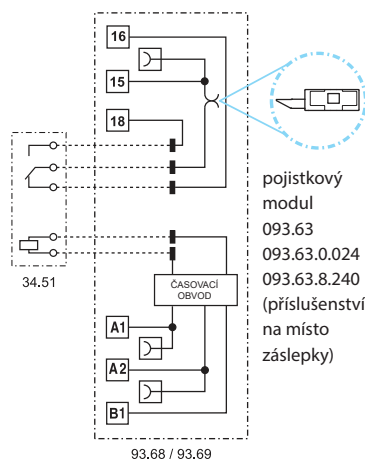 16
15
18
34.51
ČASOVACÍ
OBVOD
A1
A2
B1
93.68 / 93.69
pojistkový
modul
093.63
093.63.0.024
093.63.8.240
(příslušenství
na místo
záslepky)